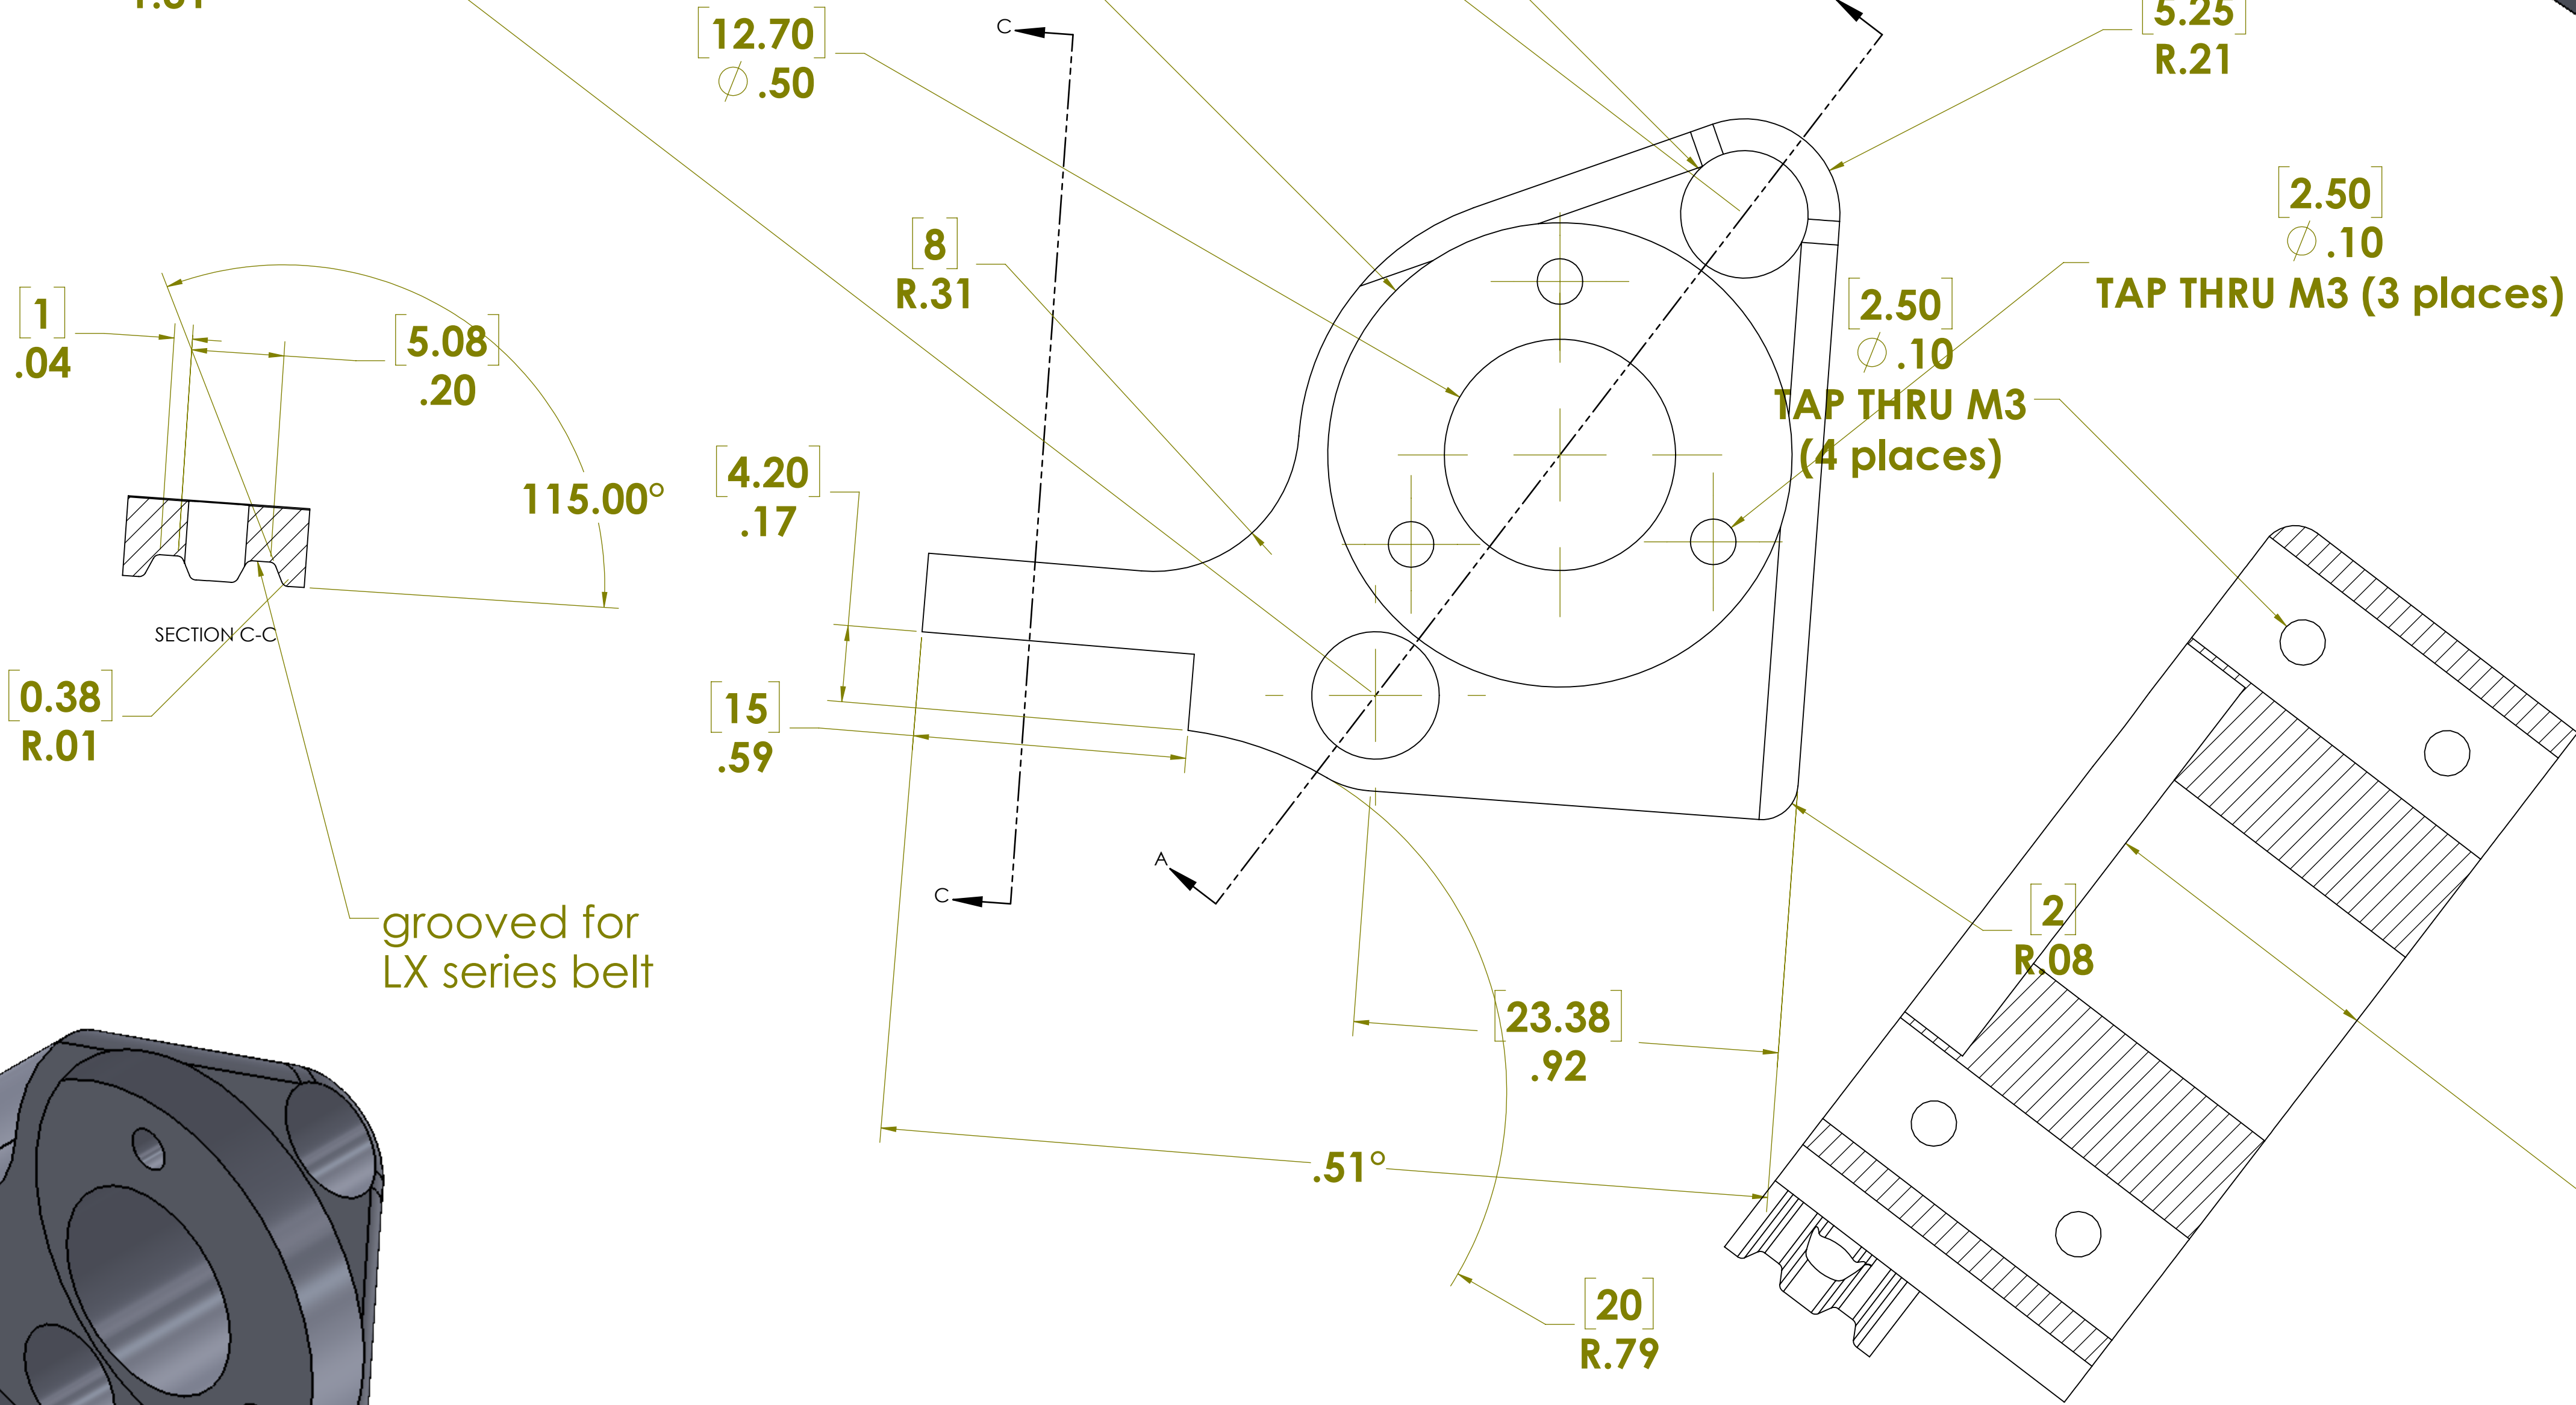 [12.70]
⌀ .50
C
[5.25]
R.21
[2.50]
⌀ .10
TAP THRU M3 (3 places)
[8]
R.31
[2.50]
⌀ .10
TAP THRU M3
(4 places)
[1]
.04
[5.08]
.20
115.00°
[4.20]
.17
SECTION C-C
[0.38]
R.01
[15]
.59
A
C
grooved for
LX series belt
[2]
R.08
[23.38]
.92
.51°
[20]
R.79